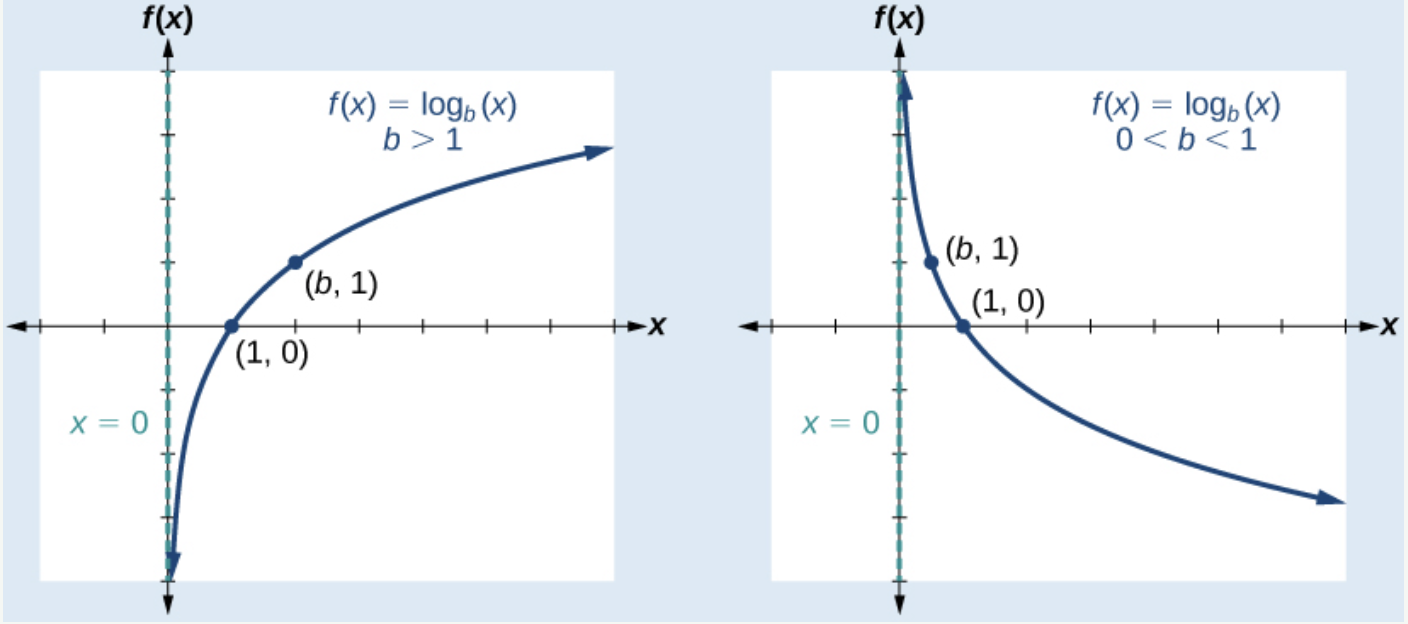 f(x)
f(x) = log_b(x)
b > 1
(b, 1)
x
(1, 0)
x = 0
f(x)
f(x) = log_b(x)
0 < b < 1
(b, 1)
(1, 0)
x
x = 0